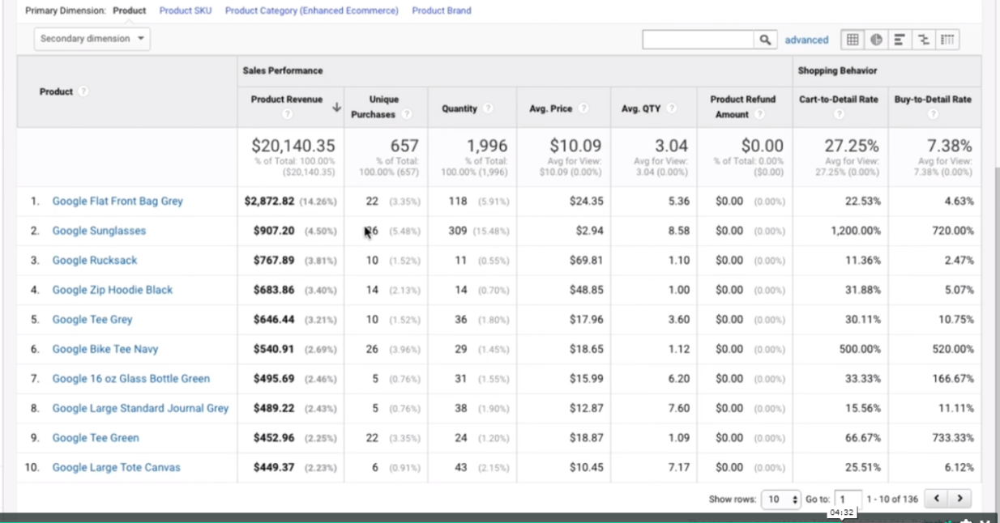 Primary Dimension: Product Product SKU Product Category (Enhanced Ecommerce) Product Brand
Secondary dimension advanced
Sales Performance Shopping Behavior
Product Product Revenue Unique Purchases Quantity Avg. Price Avg. QTY Product Refund Amount Cart-to-Detail Rate Buy-to-Detail Rate
$20,140.35 657 1,996 $10.09 3.04 $0.00 27.25% 7.38%
% of Total: 100.00% ($20,140.35) % of Total: 100.00% (657) % of Total: 100.00% (1,996) Avg for View: $10.09 (0.00%) Avg for View: 3.04 (0.00%) % of Total: 0.00% ($0.00) Avg for View: 27.25% (0.00%) Avg for View: 7.38% (0.00%)
1. Google Flat Front Bag Grey $2,872.82 (14.26%) 22 (3.35%) 118 (5.91%) $24.35 5.36 $0.00 (0.00%) 22.53% 4.63%
2. Google Sunglasses $907.20 (4.50%) (5.48%) 309 (15.48%) $2.94 8.58 $0.00 (0.00%) 1,200.00% 720.00%
3. Google Rucksack $767.89 (3.81%) 10 (1.52%) 11 (0.55%) $69.81 1.10 $0.00 (0.00%) 11.36% 2.47%
4. Google Zip Hoodie Black $683.86 (3.40%) 14 (2.13%) 14 (0.70%) $48.85 1.00 $0.00 (0.00%) 31.88% 5.07%
5. Google Tee Grey $646.44 (3.21%) 10 (1.52%) 36 (1.80%) $17.96 3.60 $0.00 (0.00%) 30.11% 10.75%
6. Google Bike Tee Navy $540.91 (2.69%) 26 (3.96%) 29 (1.45%) $18.65 1.12 $0.00 (0.00%) 500.00% 520.00%
7. Google 16 oz Glass Bottle Green $495.69 (2.46%) 5 (0.76%) 31 (1.55%) $15.99 6.20 $0.00 (0.00%) 33.33% 166.67%
8. Google Large Standard Journal Grey $489.22 (2.43%) 5 (0.76%) 38 (1.90%) $12.87 7.60 $0.00 (0.00%) 15.56% 11.11%
9. Google Tee Green $452.96 (2.25%) 22 (3.35%) 24 (1.20%) $18.87 1.09 $0.00 (0.00%) 66.67% 733.33%
10. Google Large Tote Canvas $449.37 (2.23%) 6 (0.91%) 43 (2.15%) $10.45 7.17 $0.00 (0.00%) 25.51% 6.12%
Show rows: 10 Go to: 1 1 - 10 of 136
04:32